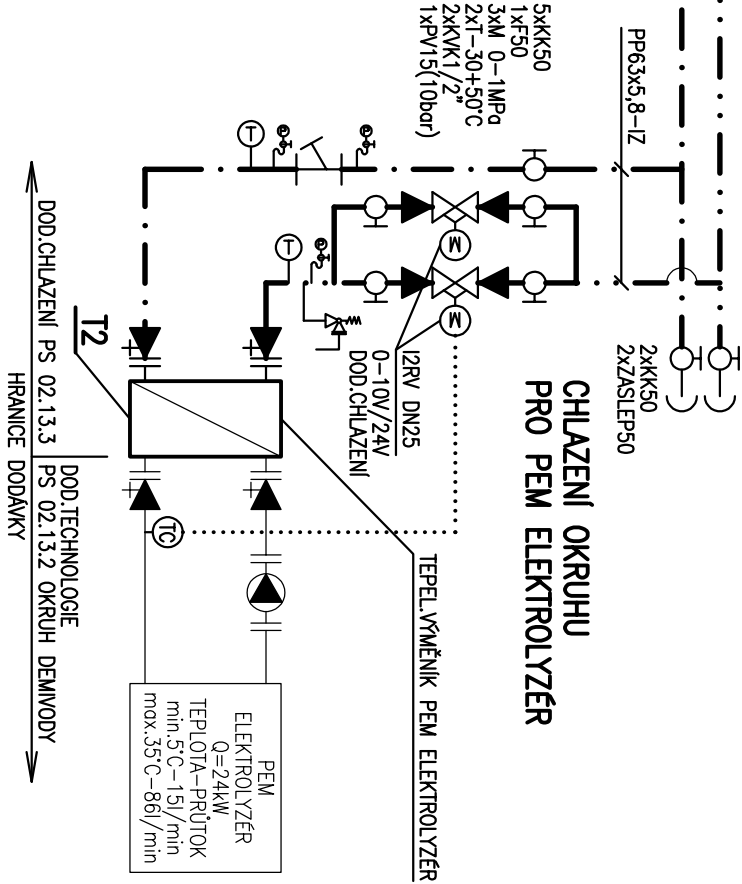 PP63x5,8-IZ
5xKK50
1xF50
3xM 0-1MPa
2xT-30+50°C
2xKVK1/2"
1xPV15(10bar)
2xKK50
2xZASLEP50
CHLAZENÍ OKRUHU
PRO PEM ELEKTROLYZÉR
T
T
M
M
I2RV DN25
0-10V/24V
DOD.CHLAZENÍ
T2
TC
TEPEL.VÝMĚNÍK PEM ELEKTROLYZÉR
PEM
ELEKTROLYZÉR
Q=24kW
TEPLOTA-PRŮTOK
min.5°C-15l/min
max.35°C-86l/min
DOD.CHLAZENÍ PS 02.13.3
DOD.TECHNOLOGIE
PS 02.13.2 OKRUH DEMIVODY
HRANICE DODÁVKY